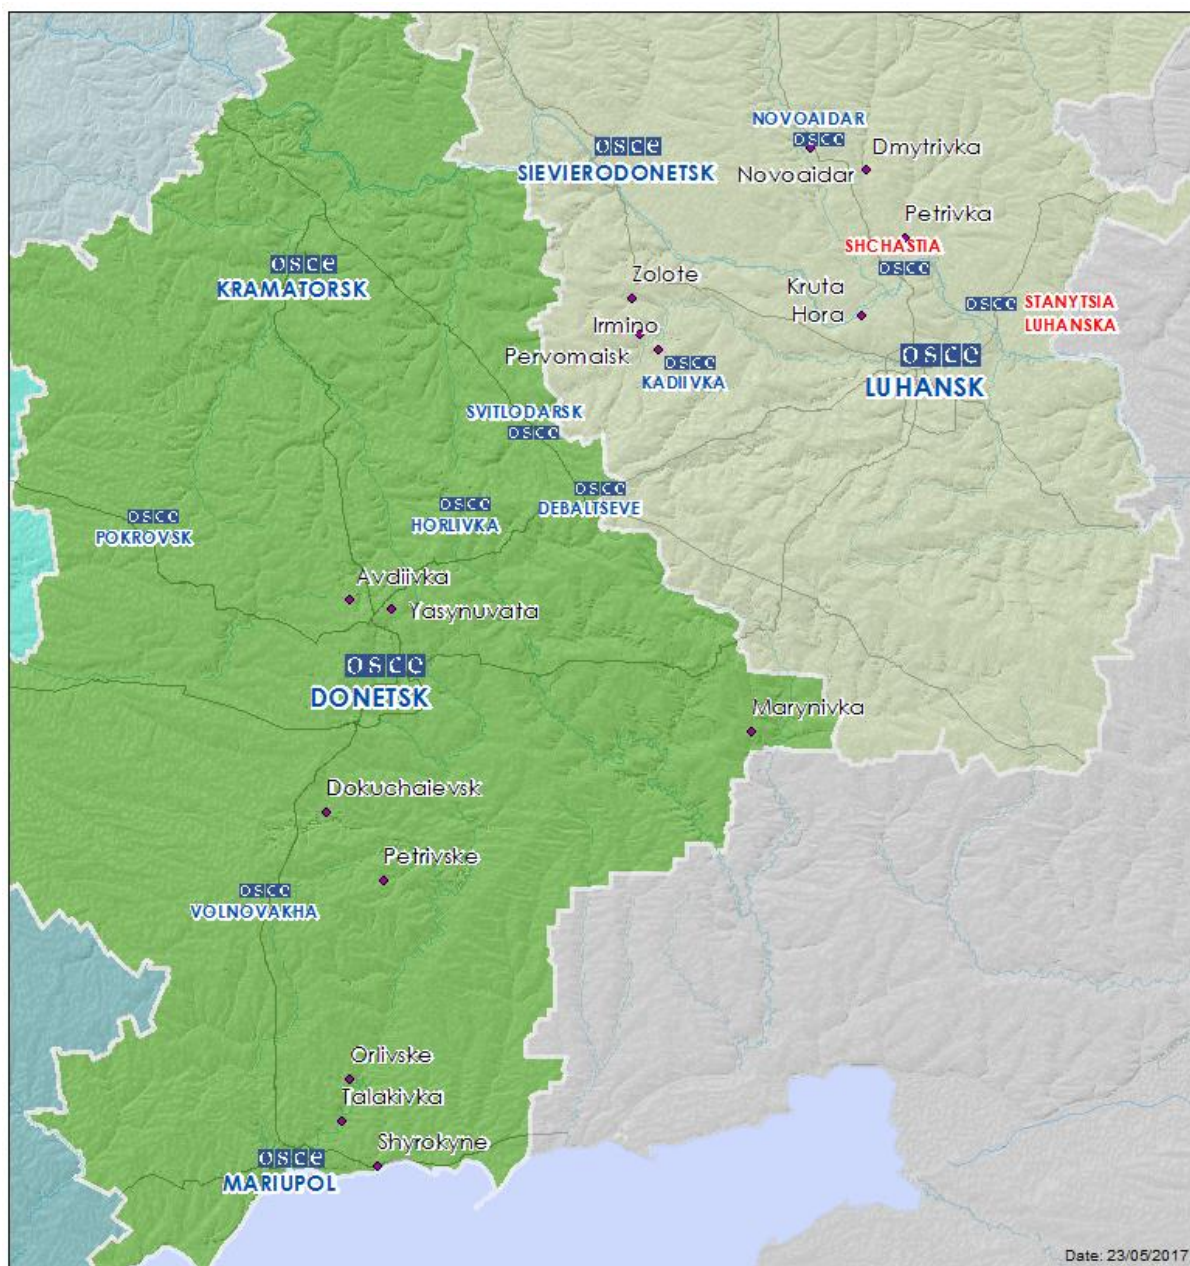 NOVOAIDAR
osce
osce
Dmytrivka
SIEVIERODONETSK
Novoaidar
Petrivka
SHCHASTIA
osce
osce
KRAMATORSK
Zolote
Kruta
Hora
osce
STANYTSIA
LUHANSKA
Irmino
Pervomaisk
osce
KADIIVKA
osce
LUHANSK
SVITLODARSK
osce
osce
DEBALTSEVE
osce
HORLIVKA
osce
POKROVSK
Avdiivka
Yasynuvata
osce
DONETSK
Marynivka
Dokuchaievsk
Petrivske
osce
VOLNOVAKHA
Orlivske
Talakivka
Shyrokyne
osce
MARIUPOL
Date: 23/05/2017